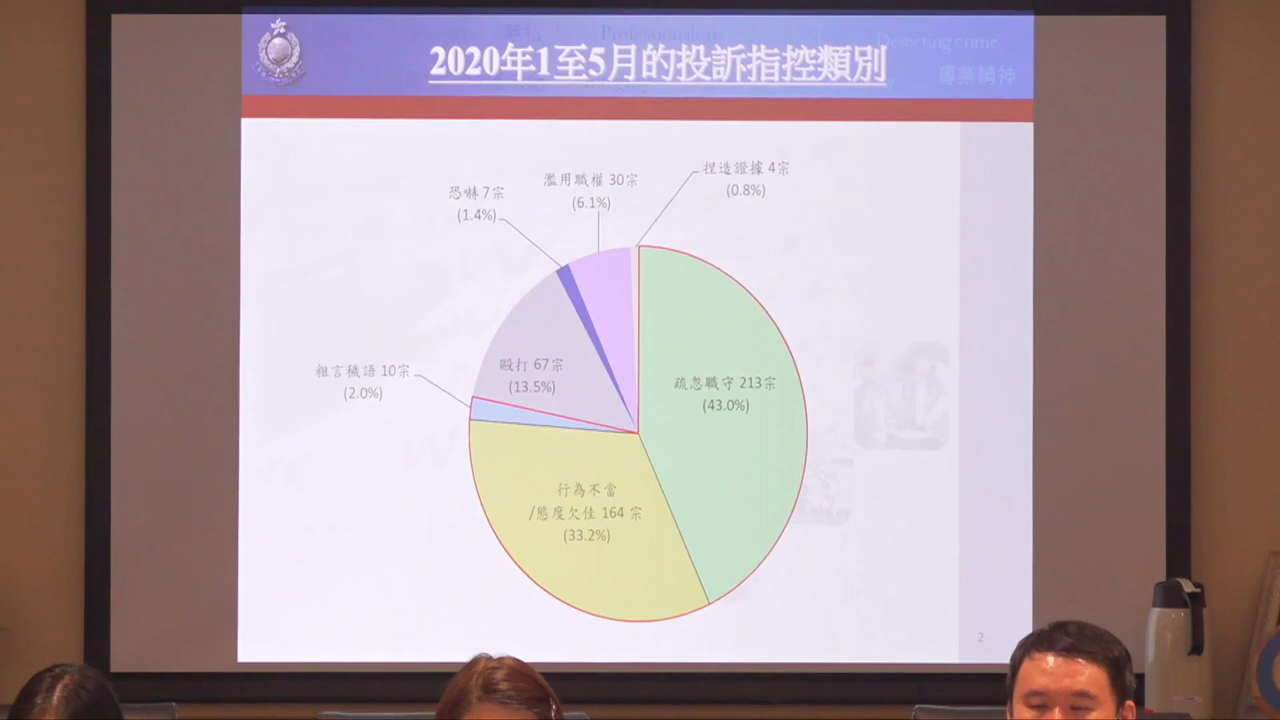 Professionalism
2020年1至5月的投訴指控類別
專業精神
捏造證據 4宗
(0.8%)
濫用職權 30宗
(6.1%)
恐嚇 7宗
(1.4%)
毆打 67宗
(13.5%)
粗言穢語 10宗
(2.0%)
疏忽職守 213宗
(43.0%)
行為不當
/態度欠佳 164 宗
(33.2%)
2